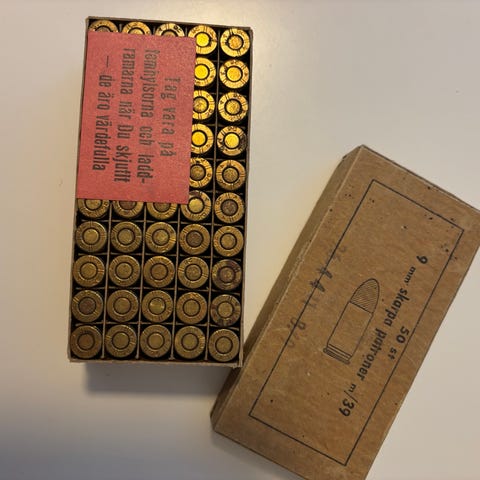 Tag vara på
tomhylsorna och ladd-
ramarna när Du skjutit
— de äro värdefulla
50 st
9 mm skarpa patroner m/39